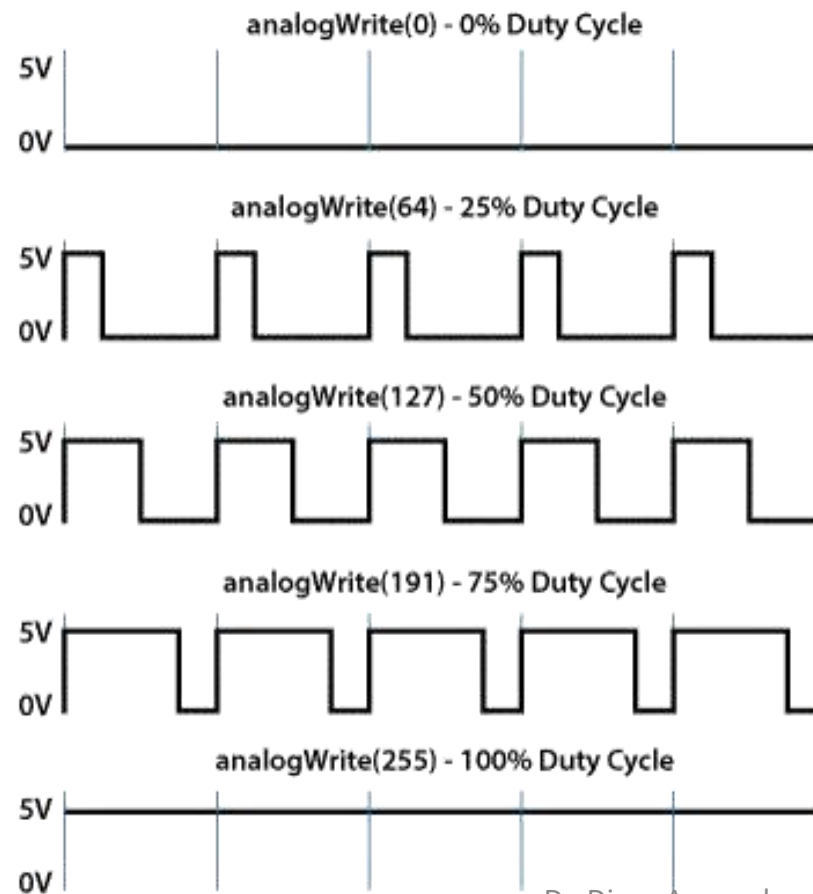 analogWrite(0) - 0% Duty Cycle
5V
0V
analogWrite(64) - 25% Duty Cycle
5V
0V
analogWrite(127) - 50% Duty Cycle
5V
0V
analogWrite(191) - 75% Duty Cycle
5V
0V
analogWrite(255) - 100% Duty Cycle
5V
0V